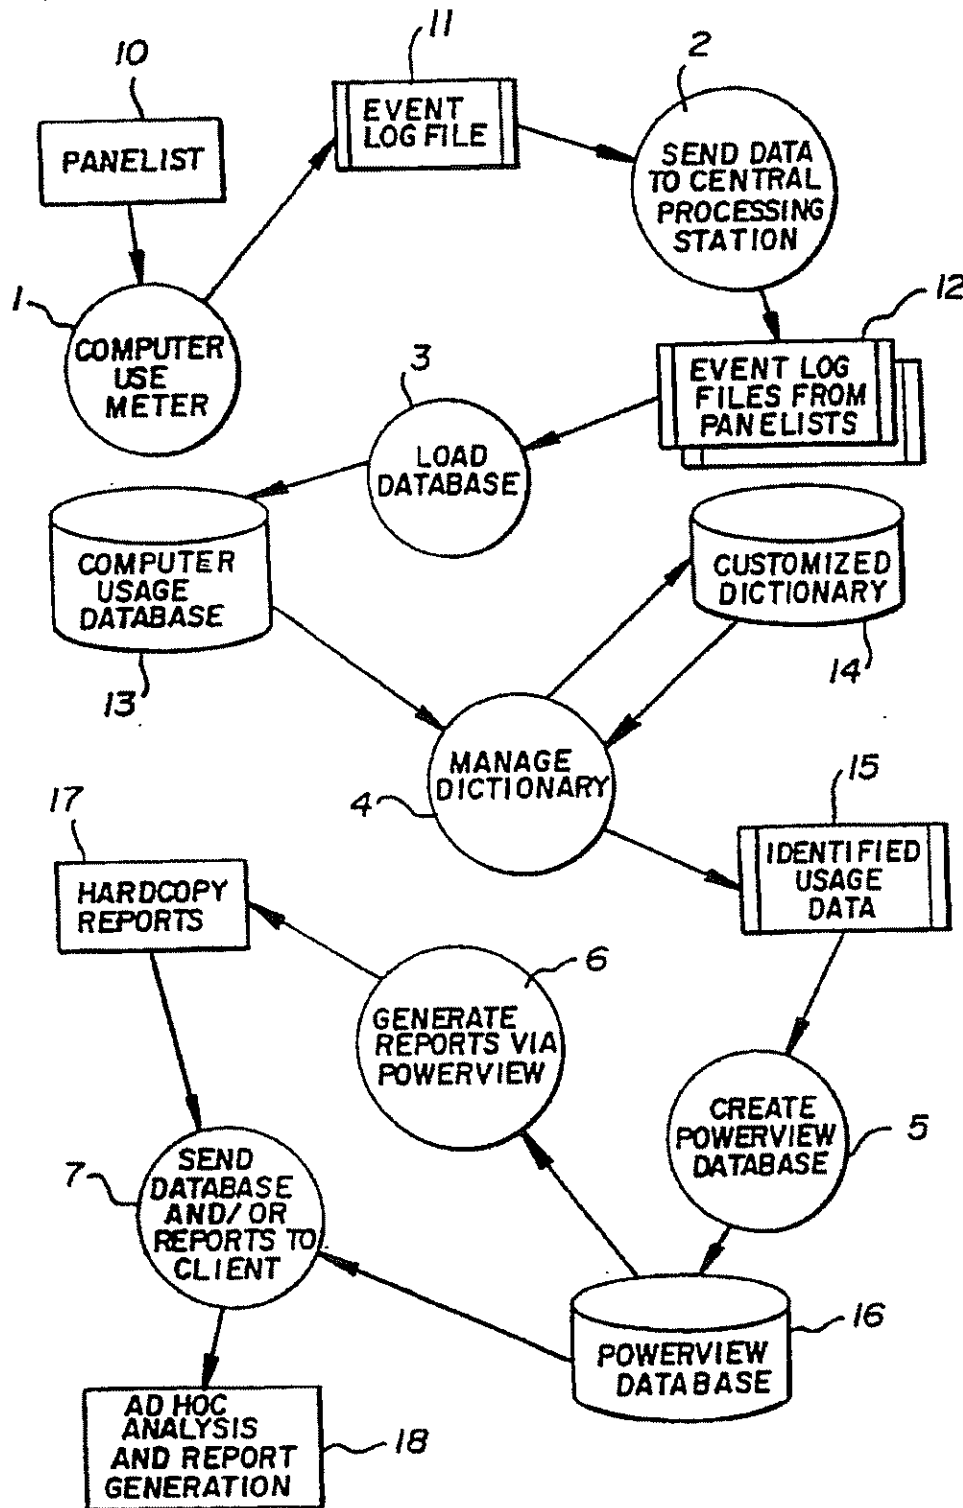 10
PANELIST
11
EVENT
LOG FILE
2
SEND DATA
TO CENTRAL
PROCESSING
STATION
1
COMPUTER
USE
METER
12
EVENT LOG
FILES FROM
PANELISTS
3
LOAD
DATABASE
COMPUTER
USAGE
DATABASE
13
CUSTOMIZED
DICTIONARY
14
MANAGE
DICTIONARY
4
15
IDENTIFIED
USAGE
DATA
17
HARDCOPY
REPORTS
6
GENERATE
REPORTS VIA
POWERVIEW
CREATE
POWERVIEW
DATABASE
5
7
SEND
DATABASE
AND/OR
REPORTS TO
CLIENT
POWERVIEW
DATABASE
16
AD HOC
ANALYSIS
AND REPORT
GENERATION
18